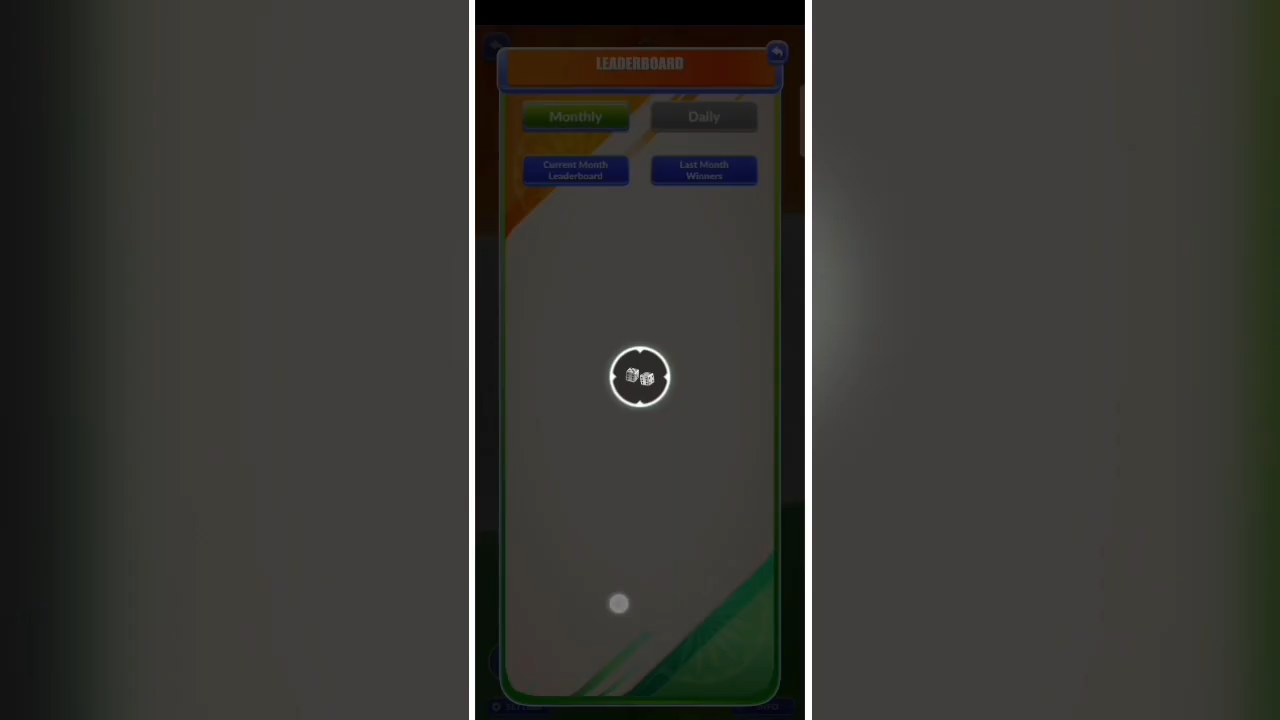 LEADERBOARD
Monthly
Daily
Current Month
Leaderboard
Last Month
Winners